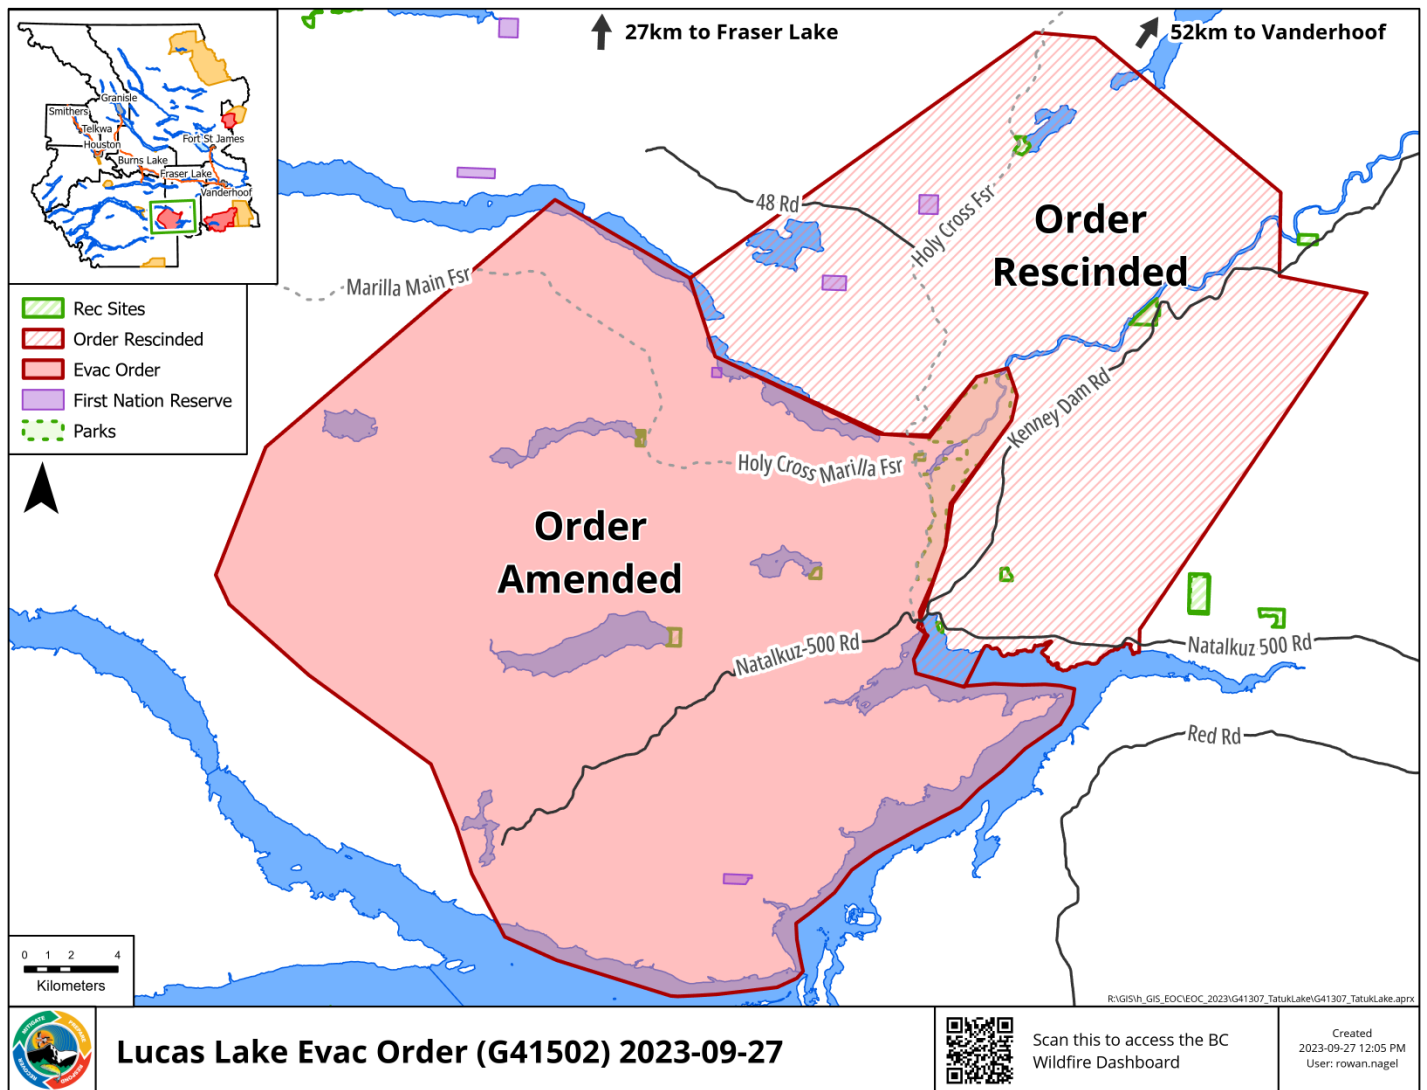 27km to Fraser Lake
52km to Vanderhoof
Granisle
Smithers
Telkwa
Houston
Fort St James
Burns Lake
Fraser Lake
Vanderhoof
48 Rd
Holy Cross Fsr
Order
Rescinded
Marilla Main Fsr
Rec Sites
Order Rescinded
Evac Order
First Nation Reserve
Parks
Kenney Dam Rd
Holy Cross Marilla Fsr
Order
Amended
Natalkuz-500 Rd
Natalkuz 500 Rd
Red Rd
0 1 2 4
Kilometers
R:\GIS\h_GIS_EOC\EOC_2023\G41307_TatukLake\G41307_TatukLake.aprx
MITIGATE
PREPARE
RESPOND
RECOVER
Lucas Lake Evac Order (G41502) 2023-09-27
Scan this to access the BC
Wildfire Dashboard
Created
2023-09-27 12:05 PM
User: rowan.nagel